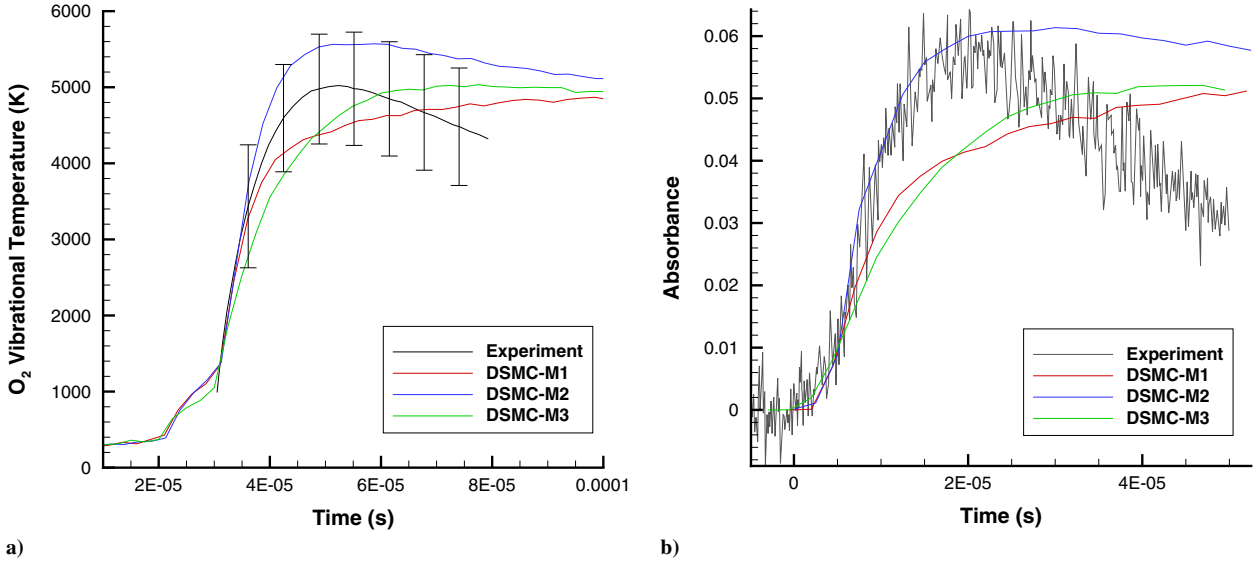 6000
5000
4000
3000
2000
1000
0
2E-05
4E-05
6E-05
8E-05
0.0001
O2 Vibrational Temperature (K)
Time (s)
Experiment
DSMC-M1
DSMC-M2
DSMC-M3
a)
0.06
0.05
0.04
0.03
0.02
0.01
0
0
2E-05
4E-05
Absorbance
Time (s)
Experiment
DSMC-M1
DSMC-M2
DSMC-M3
b)